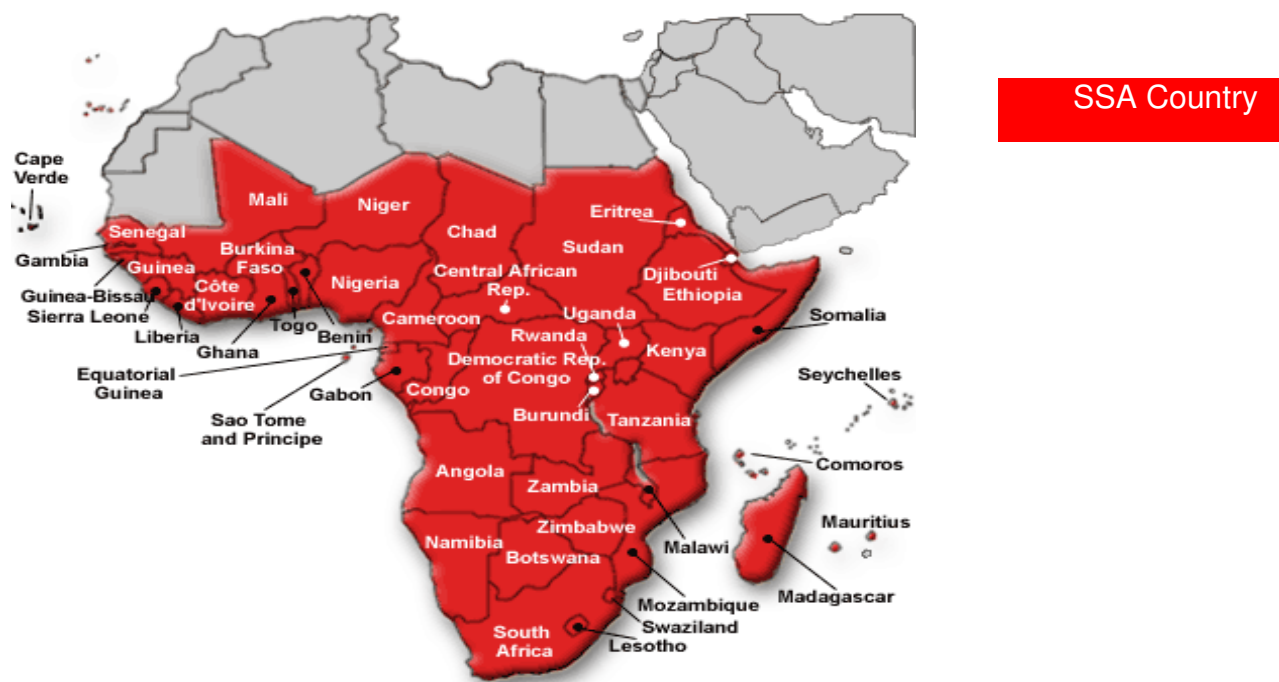 SSA Country
Cape
Verde
Mali
Niger
Chad
Eritrea
Sudan
Senegal
Gambia
Burkina
Faso
Guinea
Nigeria
Djibouti
Ethiopia
Central African
Rep.
Côte
d'Ivoire
Guinea-Bissau
Sierra Leone
Liberia
Ghana
Togo
Benin
Cameroon
Uganda
Rwanda
Kenya
Somalia
Democratic Rep.
of Congo
Equatorial
Guinea
Gabon
Congo
Seychelles
Sao Tome
and Principe
Burundi
Tanzania
Angola
Comoros
Zambia
Zimbabwe
Malawi
Mauritius
Namibia
Botswana
Mozambique
Madagascar
Swaziland
South
Africa
Lesotho